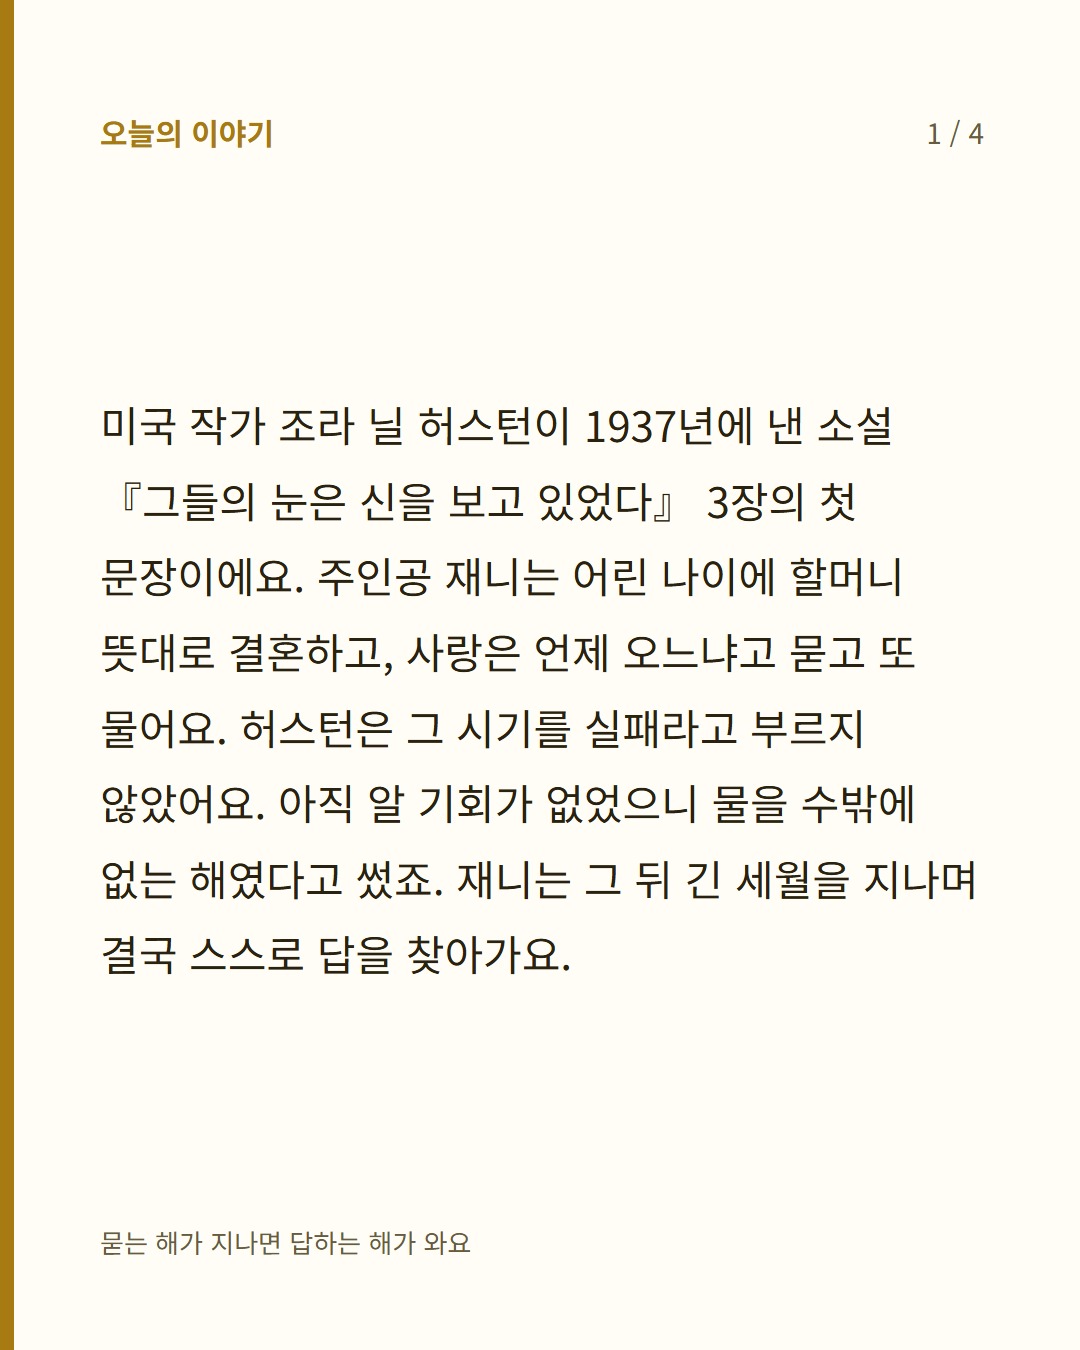 오늘의 이야기
1 / 4
미국 작가 조라 닐 허스턴이 1937년에 낸 소설
『그들의 눈은 신을 보고 있었다』 3장의 첫
문장이에요. 주인공 재니는 어린 나이에 할머니
뜻대로 결혼하고, 사랑은 언제 오느냐고 묻고 또
물어요. 허스턴은 그 시기를 실패라고 부르지
않았어요. 아직 알 기회가 없었으니 물을 수밖에
없는 해였다고 썼죠. 재니는 그 뒤 긴 세월을 지나며
결국 스스로 답을 찾아가요.
묻는 해가 지나면 답하는 해가 와요